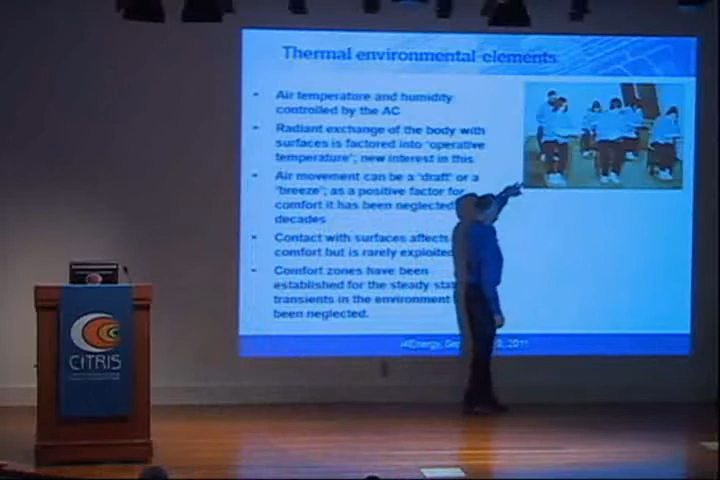 Thermal environmental elements
- Air temperature and humidity
controlled by the AC
- Radiant exchange of the body with
surfaces is factored into 'operative
temperature'; new interest in this
- Air movement can be a 'draft' or a
'breeze'; as a positive factor for
comfort it has been neglected
decades
- Contact with surfaces affects
comfort but is rarely exploited
- Comfort zones have been
established for the steady
transients in the environment
been neglected.
i4Energy, 2011
CITRIS